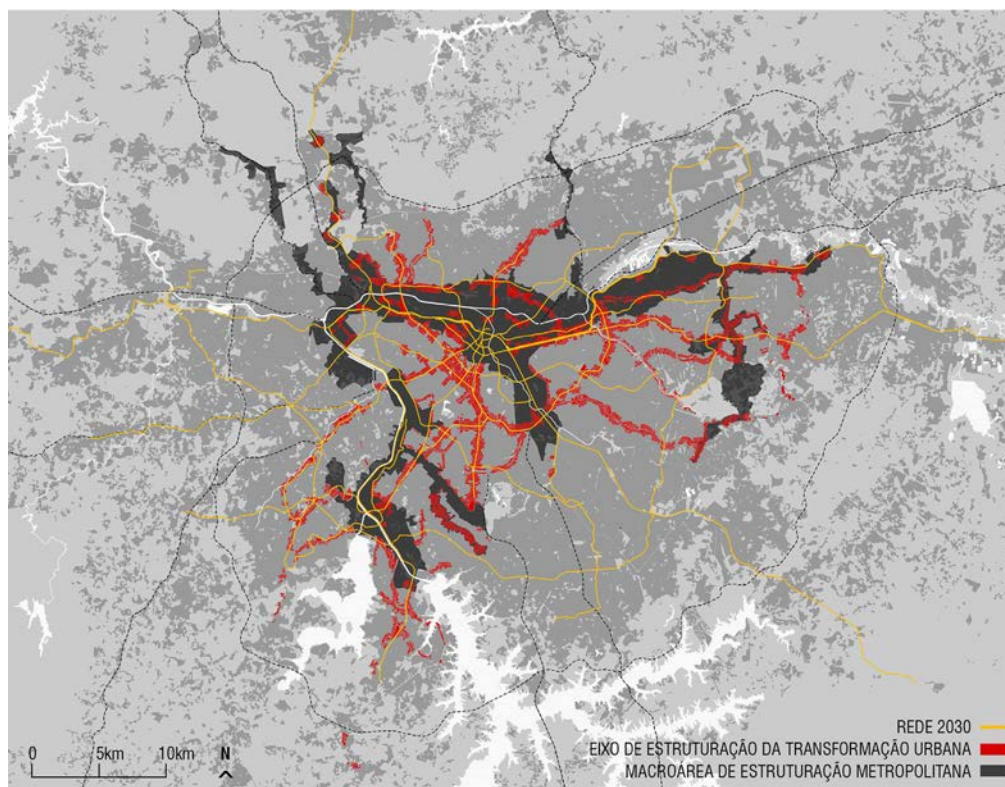 REDE 2030
EIXO DE ESTRUTURAÇÃO DA TRANSFORMAÇÃO URBANA
0 5km 10km N
MACROÁREA DE ESTRUTURAÇÃO METROPOLITANA